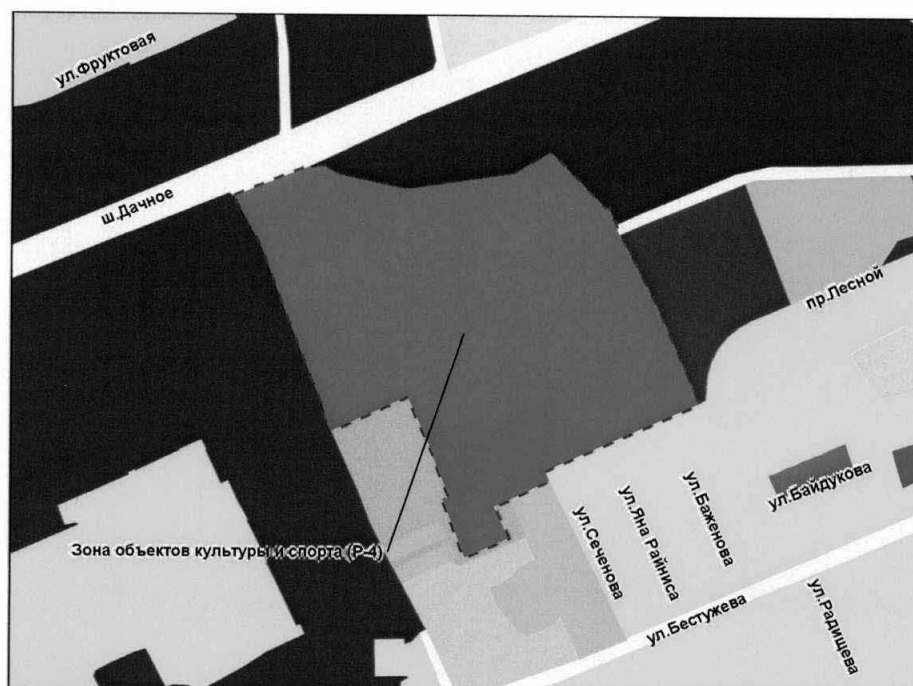 ул.Фруктовая
ш.Дачное
пр.Лесной
ул.Байдукова
ул.Баженова
ул.Яна Райниса
ул.Сеченова
Зона объектов культуры и спорта (Р-4)
ул.Бестужева
ул.Радищева